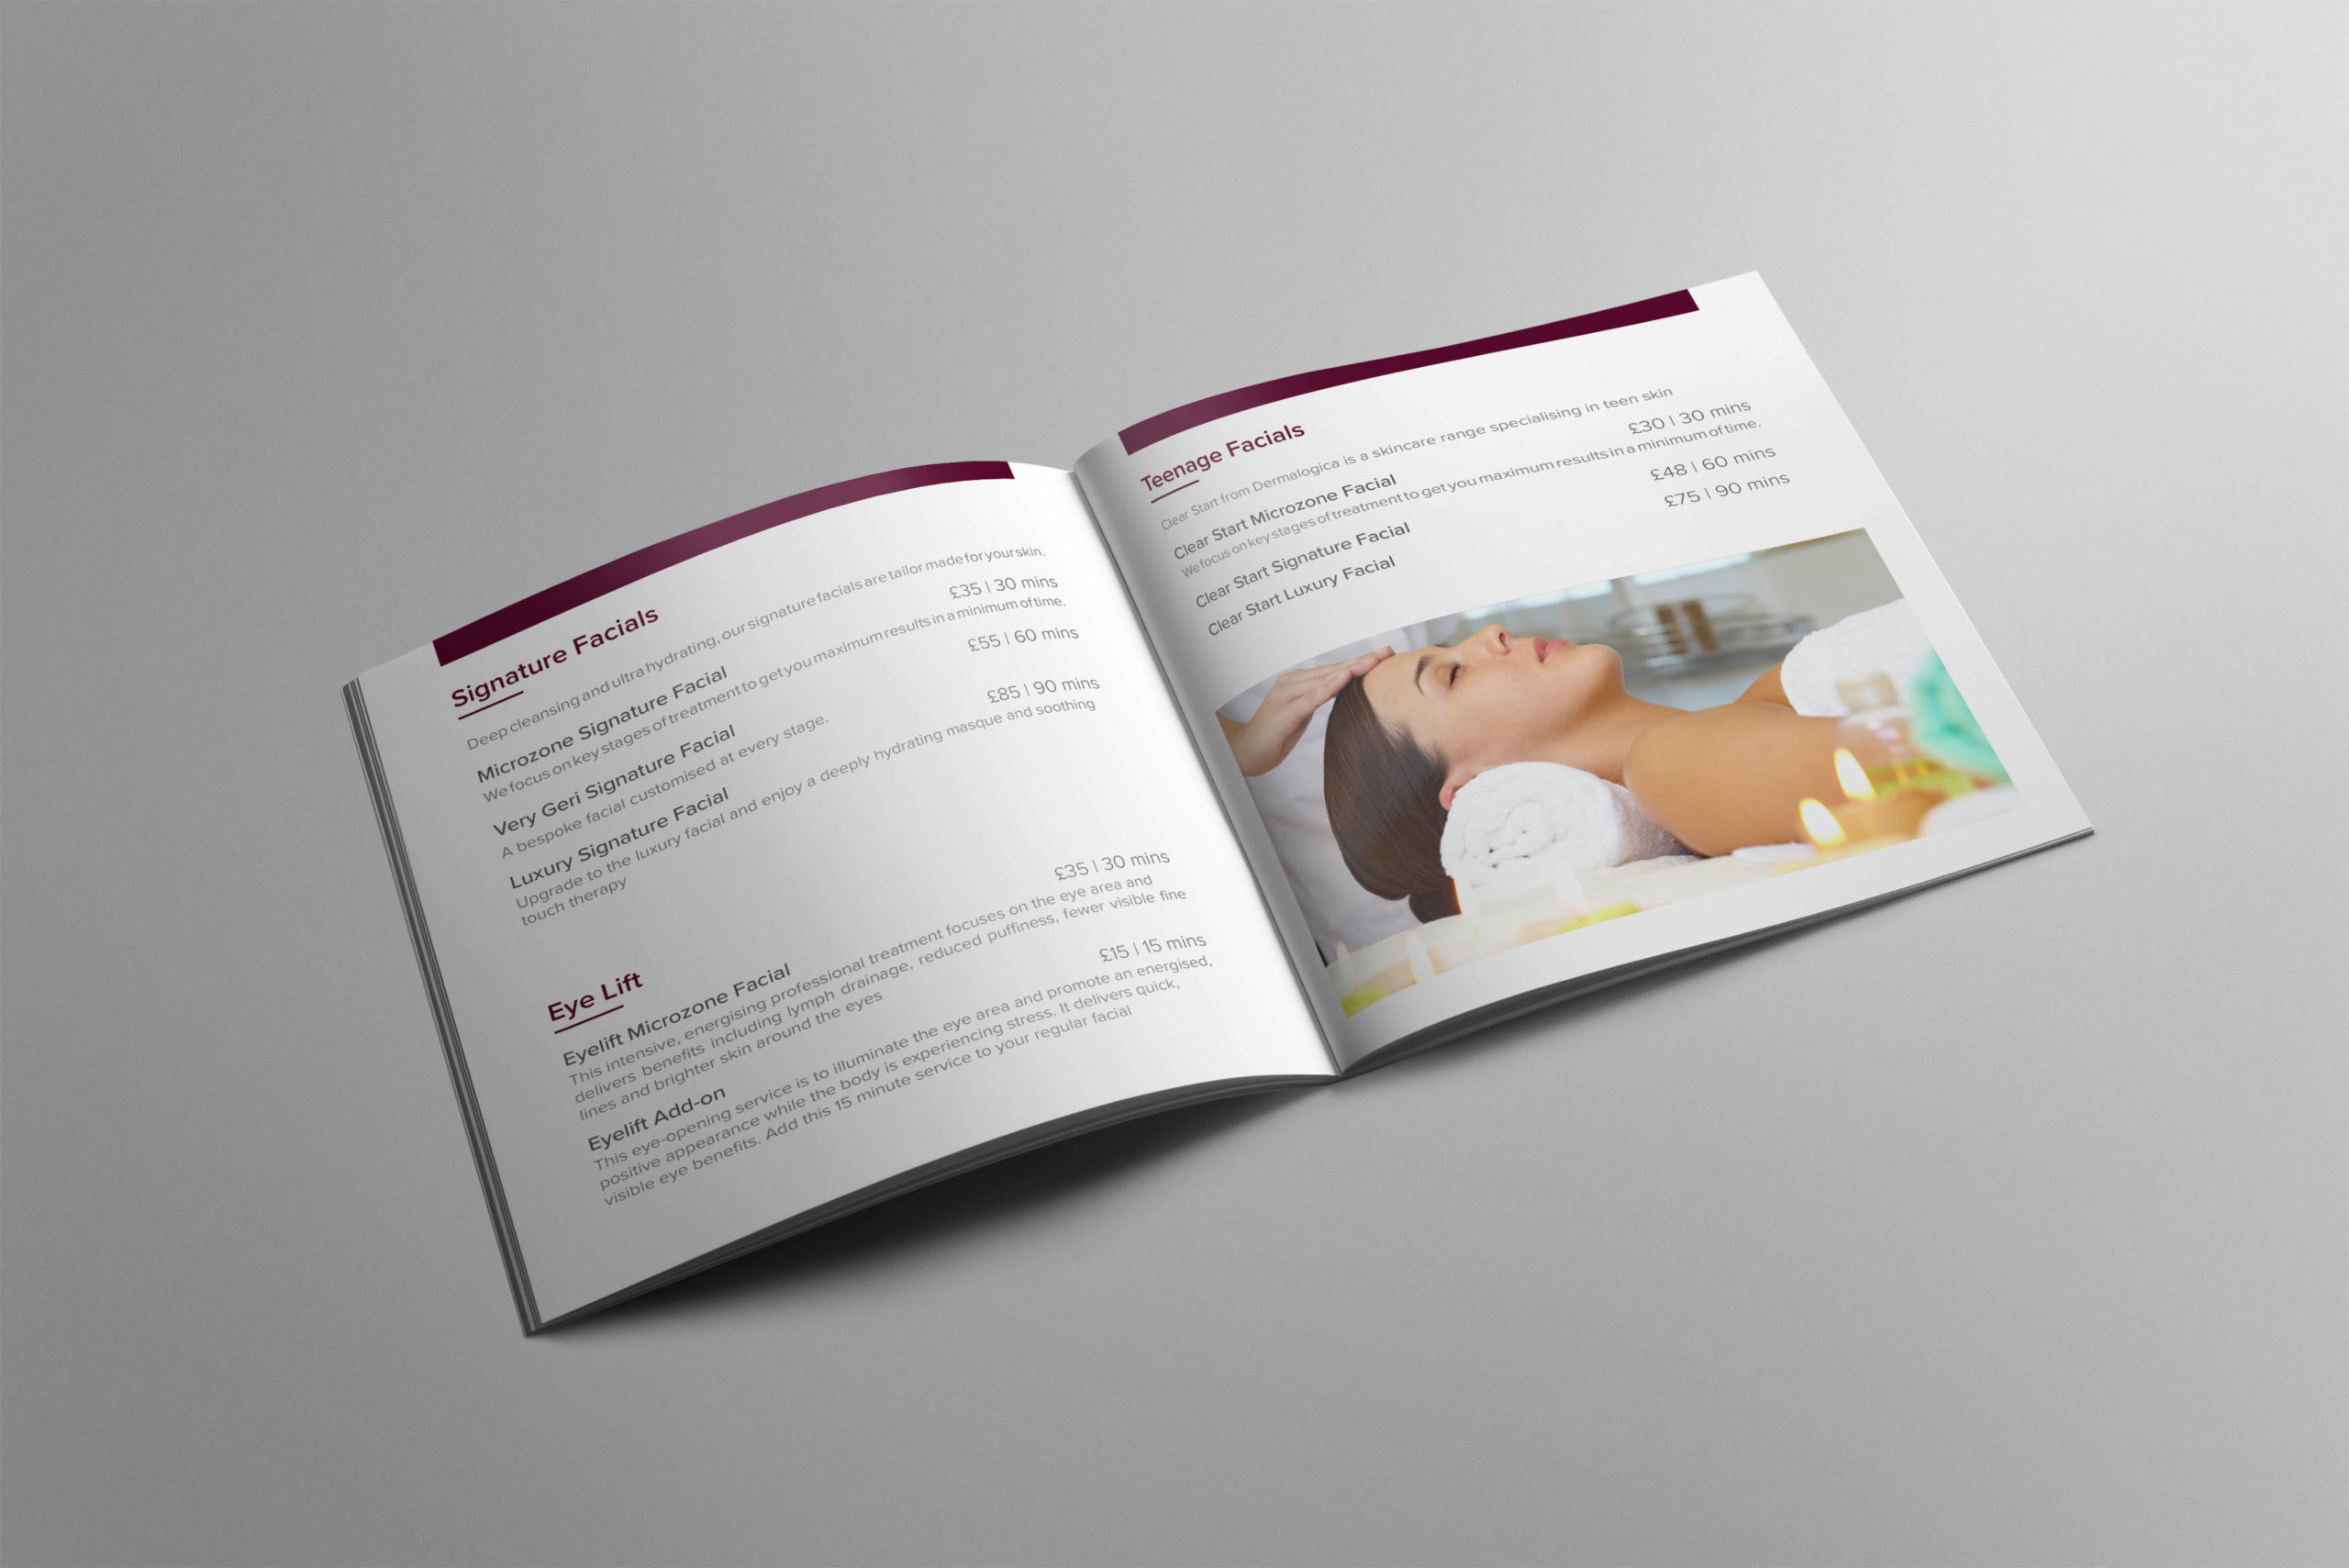 Signature Facials
Deep cleansing and ultra hydrating, our signature facials are tailor made for your skin.
Microzone Signature Facial £35 | 30 mins
We focus on key stages of treatment to get you maximum results in a minimum of time.
Very Geri Signature Facial £55 | 60 mins
A bespoke facial customised at every stage.
Luxury Signature Facial £85 | 90 mins
Upgrade to the luxury facial and enjoy a deeply hydrating masque and soothing
touch therapy
Eye Lift
Eyelift Microzone Facial £35 | 30 mins
This intensive, energising professional treatment focuses on the eye area and
delivers benefits including lymph drainage, reduced puffiness, fewer visible fine
lines and brighter skin around the eyes
Eyelift Add-on £15 | 15 mins
This eye-opening service is to illuminate the eye area and promote an energised,
positive appearance while the body is experiencing stress. It delivers quick,
visible eye benefits. Add this 15 minute service to your regular facial
Teenage Facials
Clear Start from Dermalogica is a skincare range specialising in teen skin
Clear Start Microzone Facial £30 | 30 mins
We focus on key stages of treatment to get you maximum results in a minimum of time.
Clear Start Signature Facial £48 | 60 mins
Clear Start Luxury Facial £75 | 90 mins